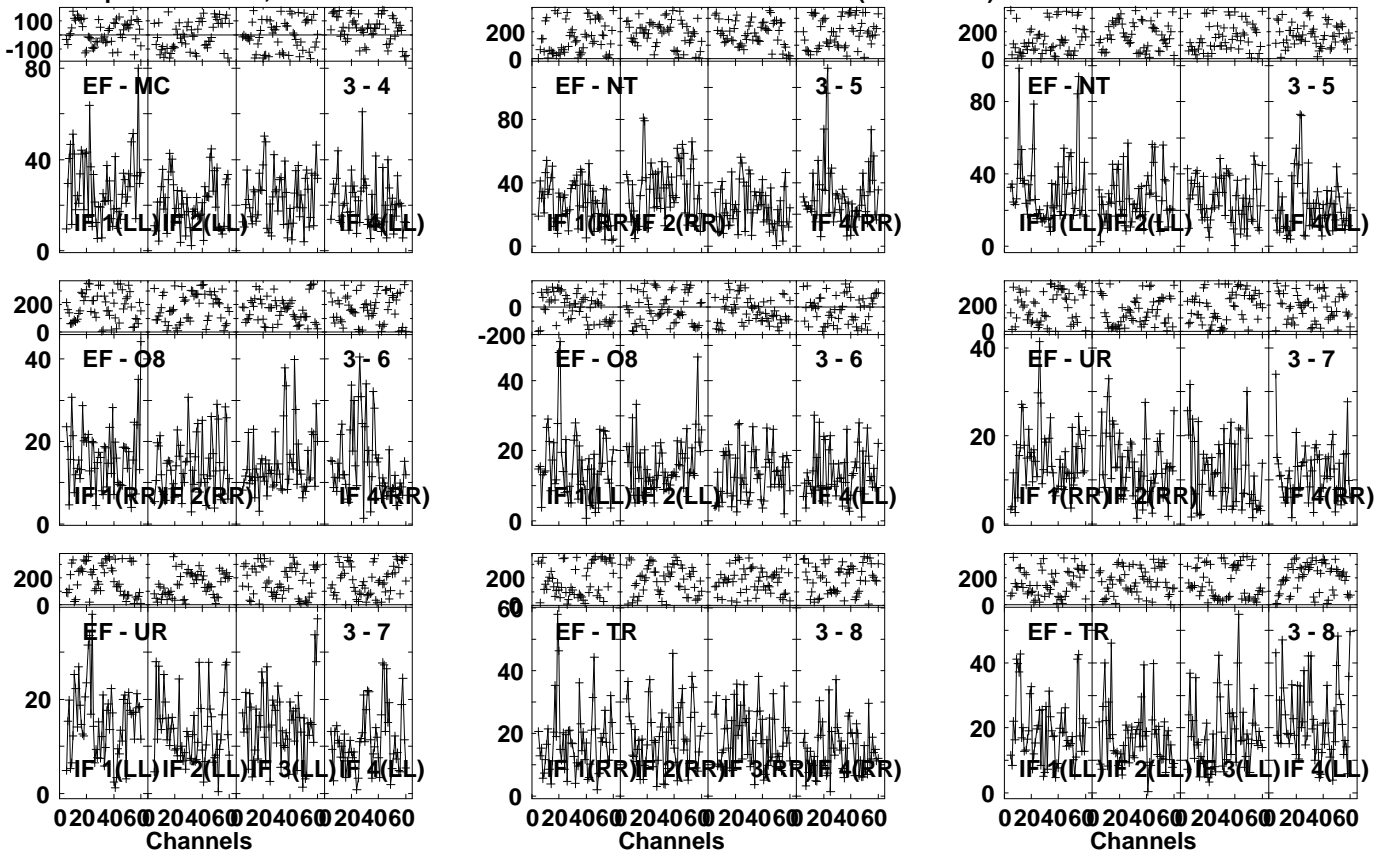 100
-100
80
EF - MC 3 - 4
40
IF 1(LL) IF 2(LL) IF 4(LL)
0
200
0
EF - NT 3 - 5
80
40
IF 1(RR) IF 2(RR) IF 4(RR)
0
200
0
EF - NT 3 - 5
80
40
IF 1(LL) IF 2(LL) IF 4(LL)
0
200
0
EF - O8 3 - 6
40
20
IF 1(RR) IF 2(RR) IF 4(RR)
0
0
-200
EF - O8 3 - 6
40
20
IF 1(LL) IF 2(LL) IF 4(LL)
0
200
0
EF - UR 3 - 7
40
20
IF 1(RR) IF 2(RR) IF 4(RR)
0
200
0
EF - UR 3 - 7
20
IF 1(LL) IF 2(LL) IF 3(LL) IF 4(LL)
0
0 20 40 60 0 20 40 60 0 20 40 60 0 20 40 60
Channels
200
0
60
EF - TR 3 - 8
40
20
IF 1(RR) IF 2(RR) IF 3(RR) IF 4(RR)
0
0 20 40 60 0 20 40 60 0 20 40 60 0 20 40 60
Channels
200
0
EF - TR 3 - 8
40
20
IF 1(LL) IF 2(LL) IF 3(LL) IF 4(LL)
0
0 20 40 60 0 20 40 60 0 20 40 60 0 20 40 60
Channels